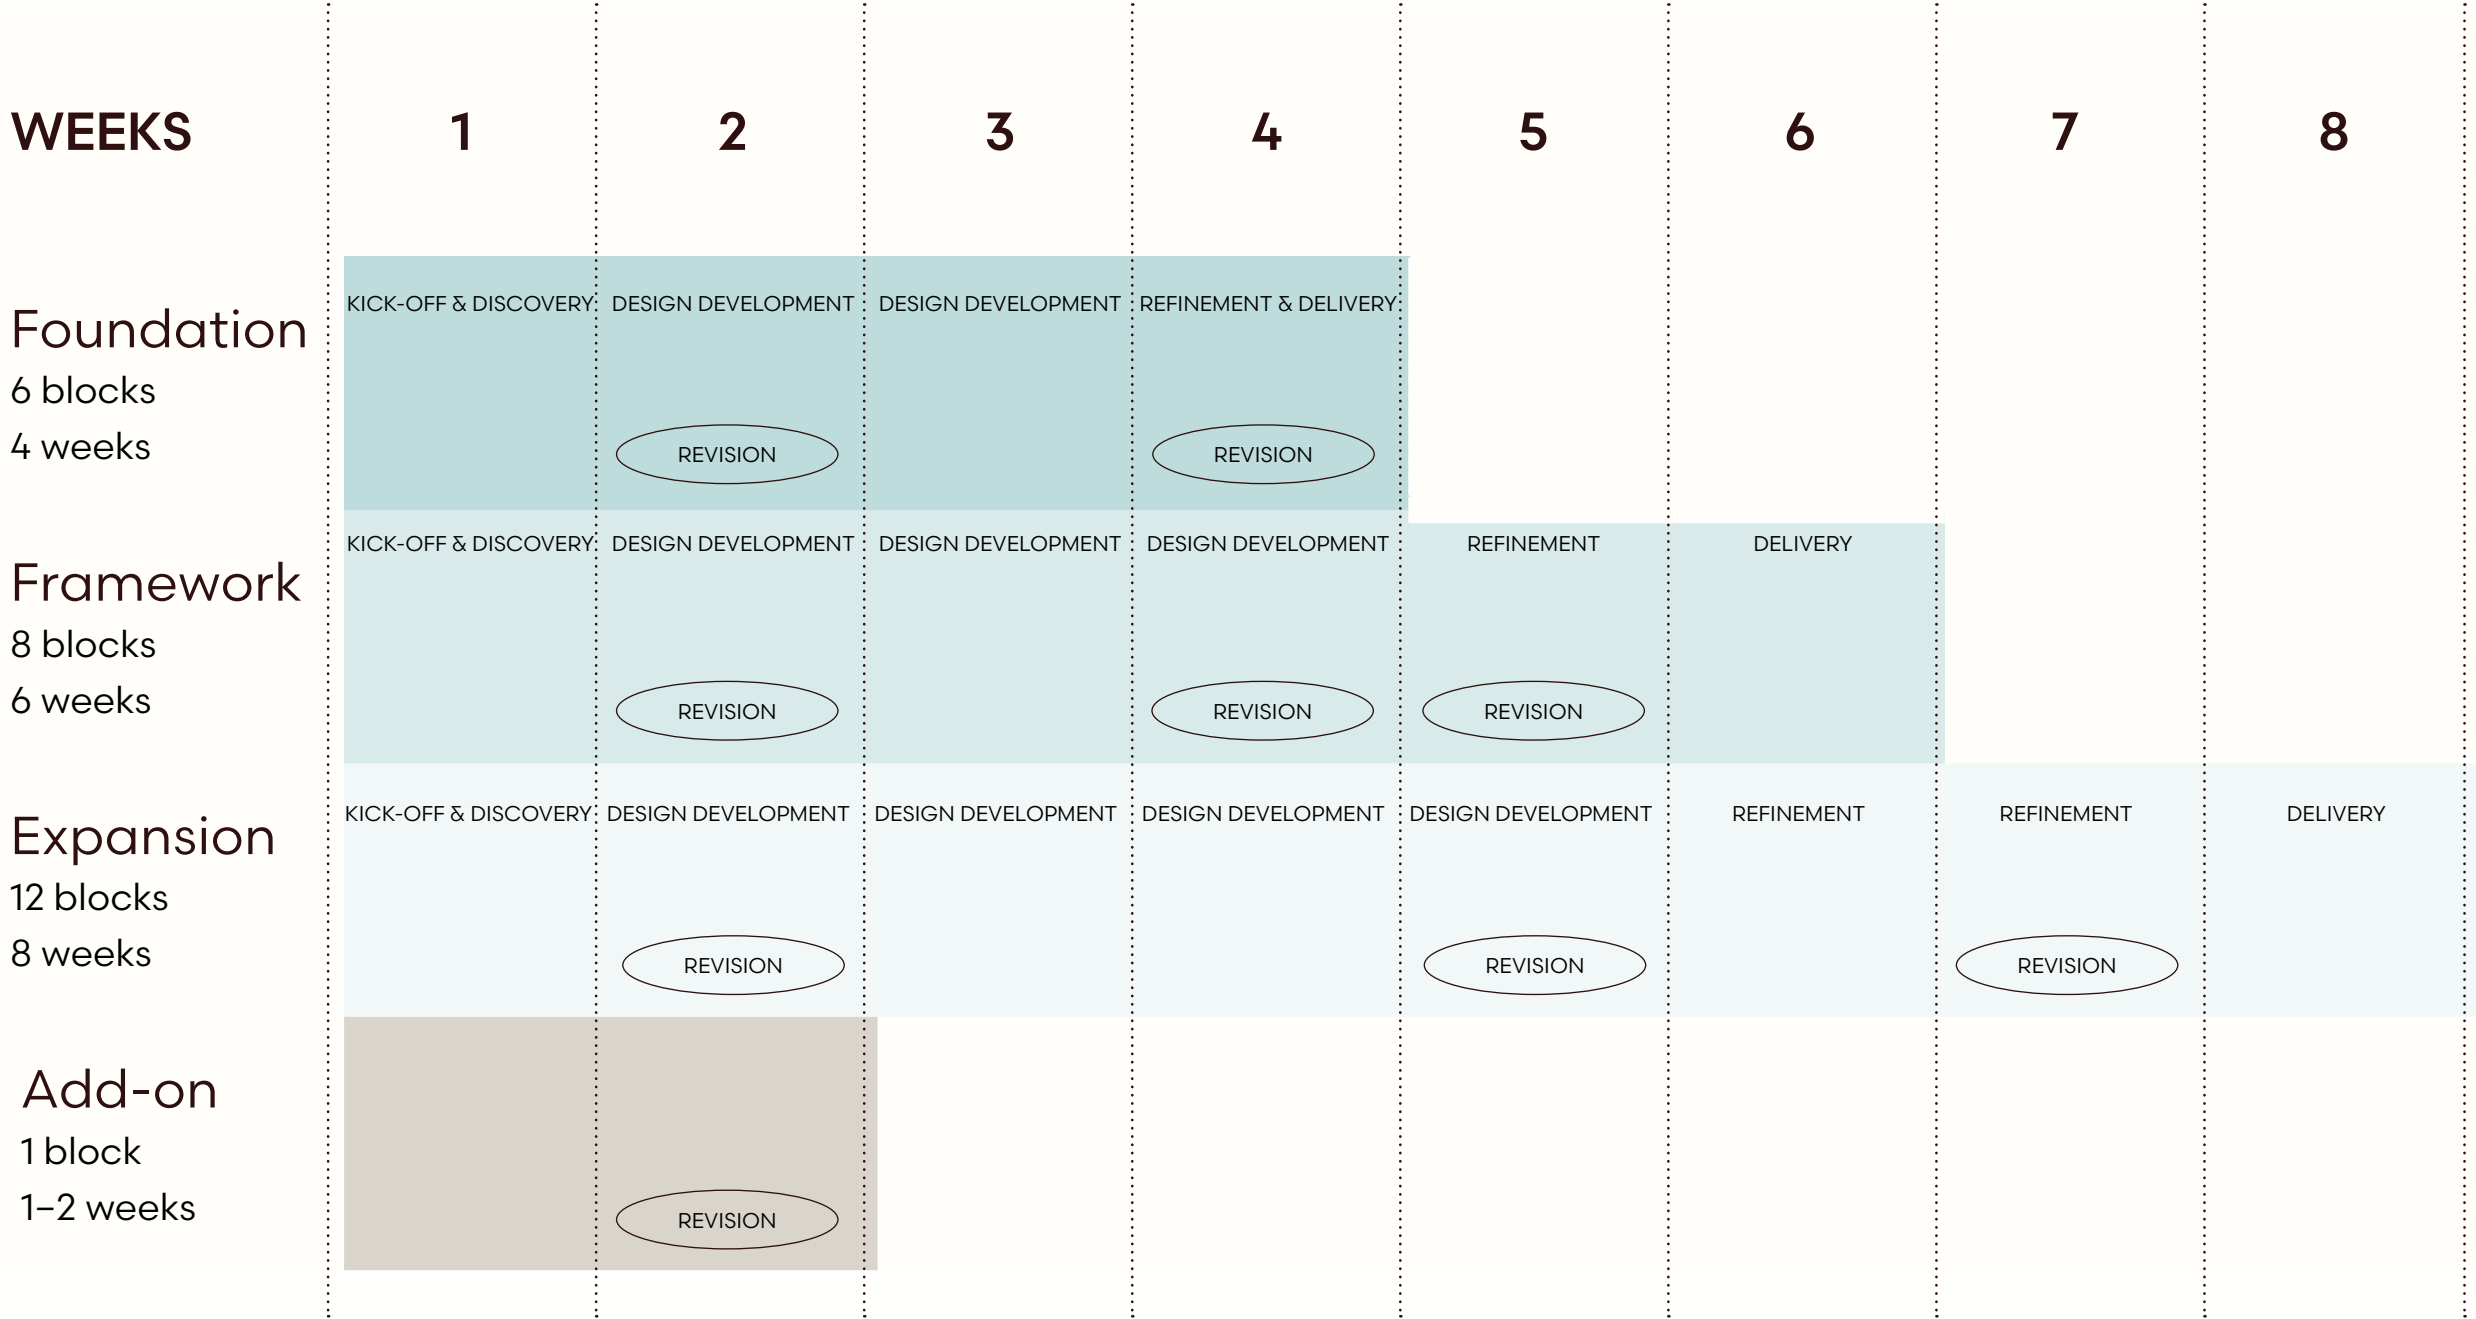 WEEKS 1 2 3 4 5 6 7 8
Foundation
6 blocks
4 weeks
KICK-OFF & DISCOVERY DESIGN DEVELOPMENT DESIGN DEVELOPMENT REFINEMENT & DELIVERY
REVISION REVISION
Framework
8 blocks
6 weeks
KICK-OFF & DISCOVERY DESIGN DEVELOPMENT DESIGN DEVELOPMENT DESIGN DEVELOPMENT REFINEMENT DELIVERY
REVISION REVISION REVISION
Expansion
12 blocks
8 weeks
KICK-OFF & DISCOVERY DESIGN DEVELOPMENT DESIGN DEVELOPMENT DESIGN DEVELOPMENT DESIGN DEVELOPMENT REFINEMENT REFINEMENT DELIVERY
REVISION REVISION REVISION
Add-on
1 block
1–2 weeks
REVISION